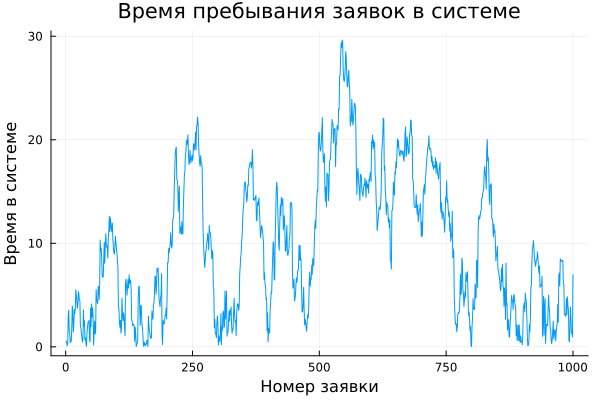 Время пребывания заявок в системе
Время в системе
30
20
10
0
0 250 500 750 1000
Номер заявки